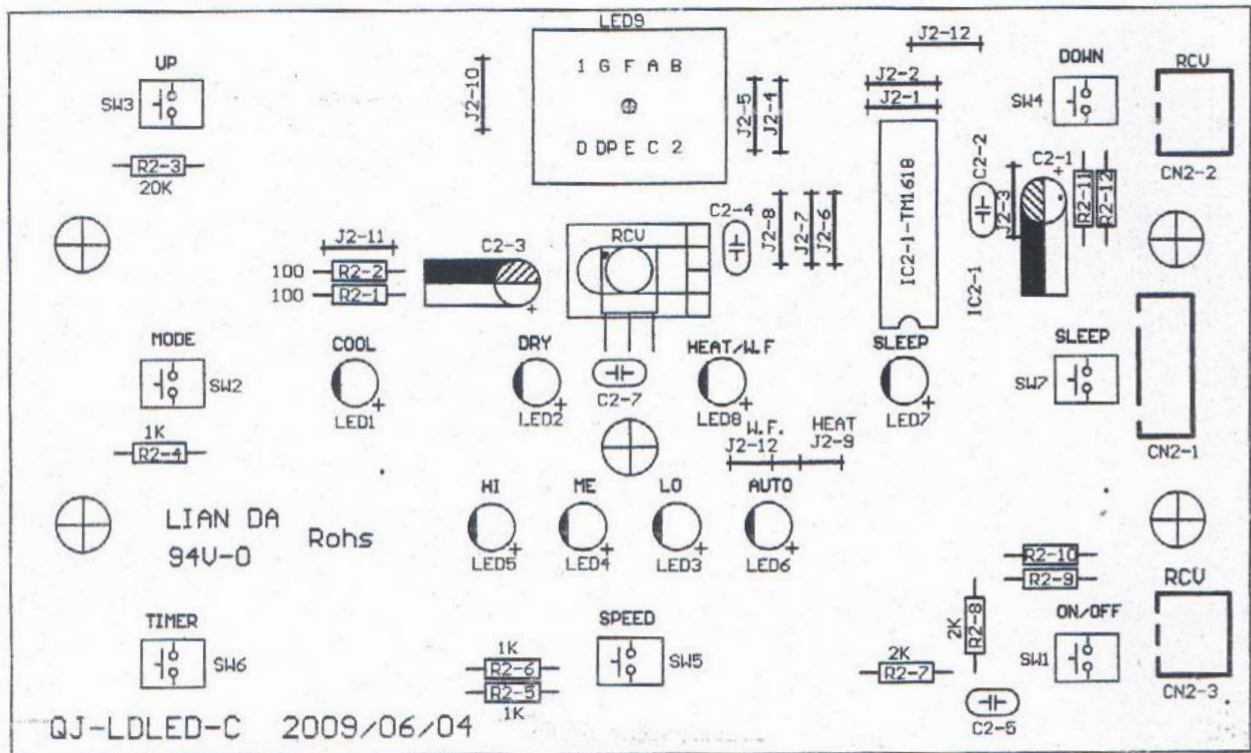 LED9
J2-12
UP
DOWN
RCV
1 G F A B
J2-10
J2-2
J2-1
SW3
SW4
J2-5
J2-4
D DP E C 2
R2-3
20K
C2-2
C2-1
+
CN2-2
J2-3
R2-11
R2-12
IC2-1-TM1618
IC2-1
C2-4
J2-8
J2-7
J2-6
J2-11
C2-3
RCV
100
R2-2
100
R2-1
+
MODE
COOL
DRY
HEAT/W.F
SLEEP
SLEEP
SW2
SW7
+
LED1
+
LED2
C2-7
+
LED8
+
LED7
1K
R2-4
W.F.
J2-12
HEAT
J2-9
CN2-1
HI
ME
LO
AUTO
LIAN DA
94V-0
Rohs
+
LED5
+
LED4
+
LED3
+
LED6
R2-10
R2-9
RCV
TIMER
SPEED
ON/OFF
2K
R2-8
SW6
1K
R2-6
R2-5
1K
SW5
2K
R2-7
SW1
CN2-3
C2-5
QJ-LDLED-C 2009/06/04